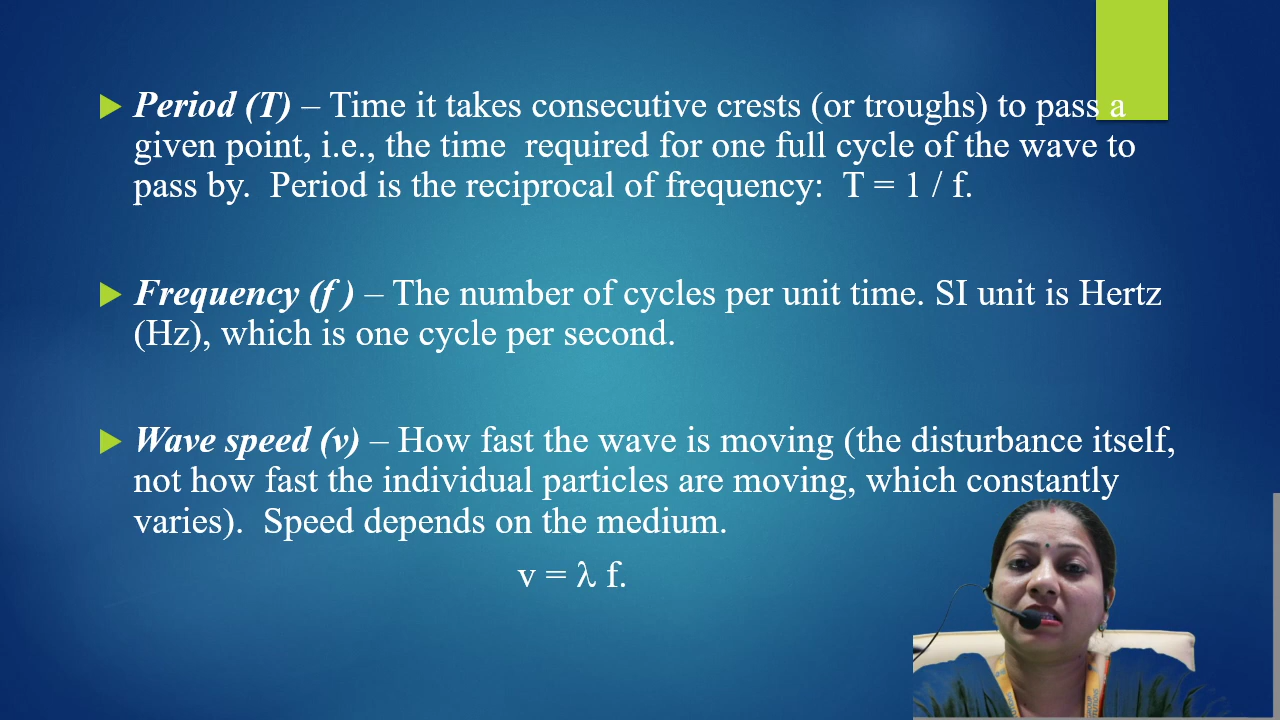 Period (T) – Time it takes consecutive crests (or troughs) to pass a
given point, i.e., the time  required for one full cycle of the wave to
pass by.  Period is the reciprocal of frequency:  T = 1 / f.
Frequency (f ) – The number of cycles per unit time. SI unit is Hertz
(Hz), which is one cycle per second.
Wave speed (v) – How fast the wave is moving (the disturbance itself,
not how fast the individual particles are moving, which constantly
varies).  Speed depends on the medium.
v = λ f.